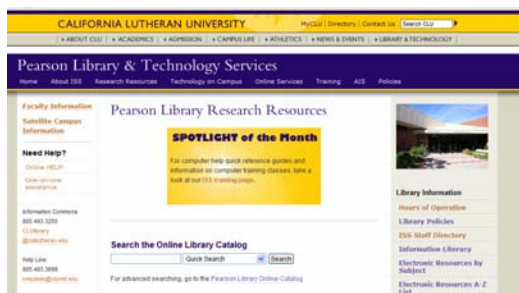 CALIFORNIA LUTHERAN UNIVERSITY
MyCLU | Directory | Contact Us Search CLU
ABOUT CLU | ACADEMICS | ADMISSION | CAMPUS LIFE | ATHLETICS | NEWS & EVENTS | LIBRARY & TECHNOLOGY
Pearson Library & Technology Services
Home About ISS Research Resources Technology on Campus Online Services Training AIS Policies
Faculty Information
Satellite Campus
Information
Need Help?
Online HELP!
One-on-one
assistance
Information Commons
805.493.3250
CLUlibrary
@callutheran.edu
Help Line
805.493.3698
Pearson Library Research Resources
SPOTLIGHT of the Month
For computer help quick reference guides and
information on computer training classes, take a
look at our ISS training page.
Search the Online Library Catalog
Quick Search Search
For advanced searching, go to the Pearson Library Online Catalog
Library Information
Hours of Operation
Library Policies
ISS Staff Directory
Information Literacy
Electronic Resources by
Subject
Electronic Resources A-Z
List